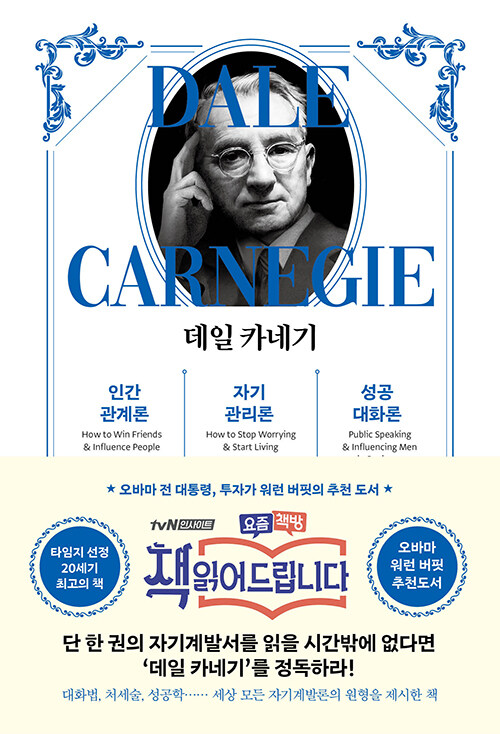 DALE
CARNEGIE
데일 카네기
인간
관계론
How to Win Friends
& Influence People
자기
관리론
How to Stop Worrying
& Start Living
성공
대화론
Public Speaking
& Influencing Men
★ 오바마 전 대통령, 투자가 워런 버핏의 추천 도서 ★
타임지 선정
20세기
최고의 책
tvN 인사이트
요즘 책방
책 읽어드립니다
오바마
워런 버핏
추천도서
단 한 권의 자기계발서를 읽을 시간밖에 없다면
‘데일 카네기’를 정독하라!
대화법, 처세술, 성공학…… 세상 모든 자기계발론의 원형을 제시한 책